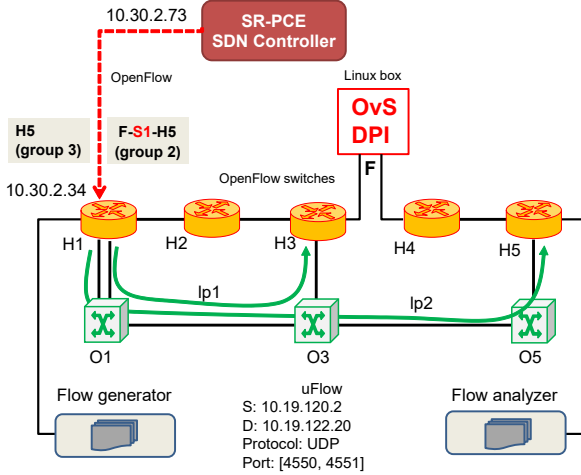 10.30.2.73
SR-PCE
SDN Controller
OpenFlow
Linux box
OvS
DPI
H5
(group 3)
F-S1-H5
(group 2)
F
10.30.2.34
OpenFlow switches
H1
H2
H3
H4
H5
lp1
lp2
O1
O3
O5
Flow generator
uFlow
S: 10.19.120.2
D: 10.19.122.20
Protocol: UDP
Port: [4550, 4551]
Flow analyzer